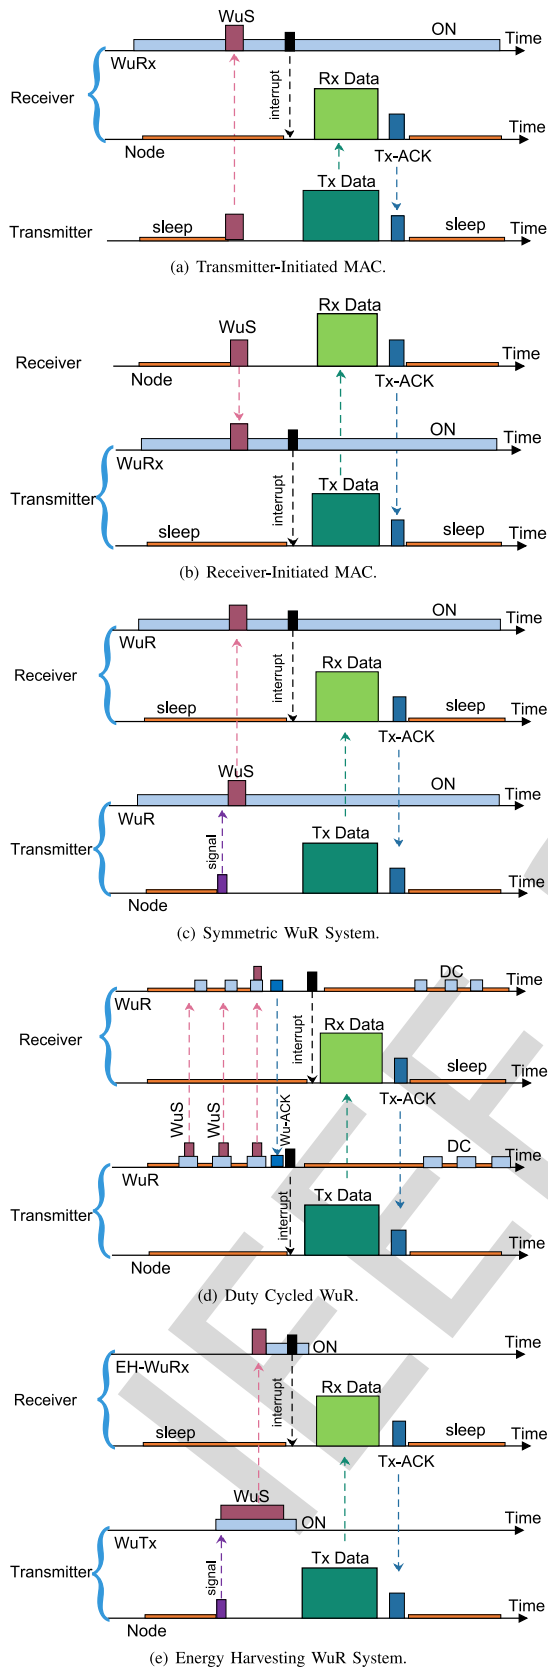 WuS
ON
Time
WuRx
Receiver
interrupt
Rx Data
Time
Node
Tx-ACK
Tx Data
Transmitter
sleep
sleep
Time
(a) Transmitter-Initiated MAC.
Rx Data
WuS
Time
Receiver
Node
Tx-ACK
ON
Time
WuRx
Transmitter
interrupt
Tx Data
sleep
sleep
Time
(b) Receiver-Initiated MAC.
ON
Time
WuR
Receiver
interrupt
Rx Data
sleep
sleep
Time
Tx-ACK
WuS
ON
Time
WuR
Transmitter
signal
Tx Data
Time
Node
(c) Symmetric WuR System.
DC
Time
WuR
Receiver
interrupt
Rx Data
sleep
Time
Tx-ACK
WuS
WuS
Wu-ACK
DC
Time
WuR
Transmitter
interrupt
Tx Data
Time
Node
(d) Duty Cycled WuR.
Time
ON
EH-WuRx
Receiver
interrupt
Rx Data
sleep
sleep
Time
Tx-ACK
WuS
ON
Time
WuTx
Transmitter
signal
Tx Data
Time
Node
(e) Energy Harvesting WuR System.
IEEE